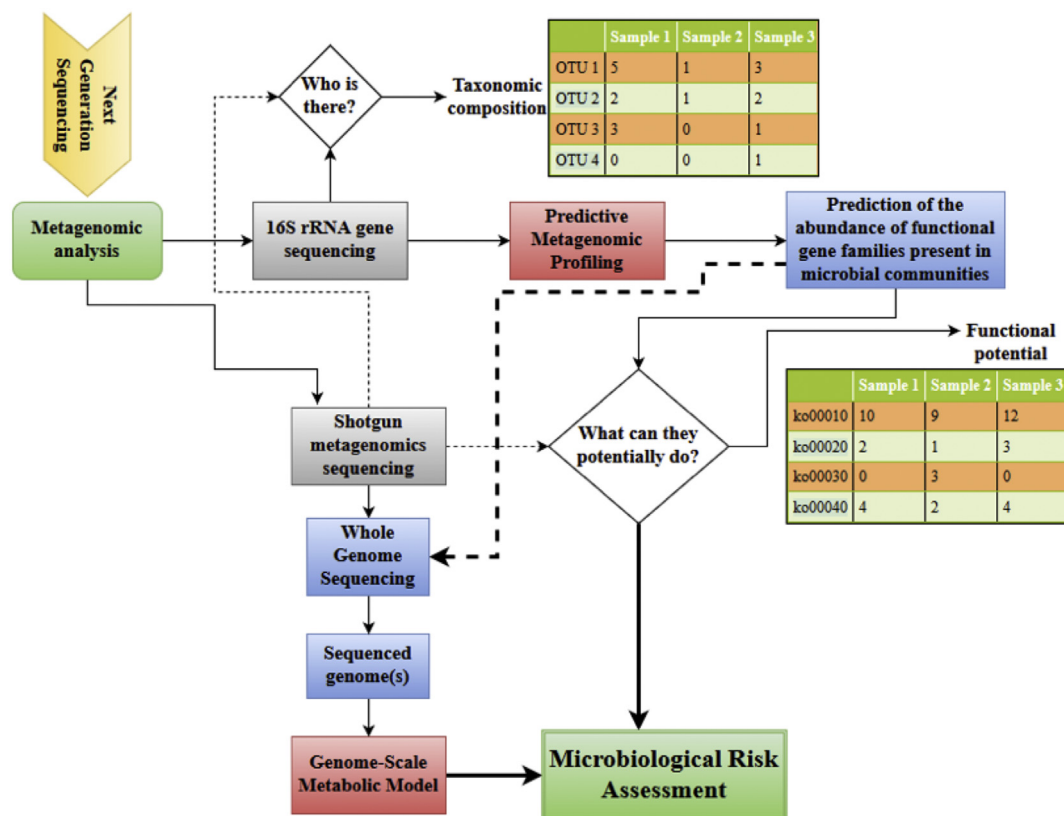 Next
Generation
Sequencing
Who is
there?
Taxonomic
composition
Sample 1 Sample 2 Sample 3
OTU 1 5 1 3
OTU 2 2 1 2
OTU 3 3 0 1
OTU 4 0 0 1
Metagenomic
analysis
16S rRNA gene
sequencing
Predictive
Metagenomic
Profiling
Prediction of the
abundance of functional
gene families present in
microbial communities
Functional
potential
Sample 1 Sample 2 Sample 3
ko00010 10 9 12
ko00020 2 1 3
ko00030 0 3 0
ko00040 4 2 4
Shotgun
metagenomics
sequencing
What can they
potentially do?
Whole
Genome
Sequencing
Sequenced
genome(s)
Genome-Scale
Metabolic Model
Microbiological Risk
Assessment